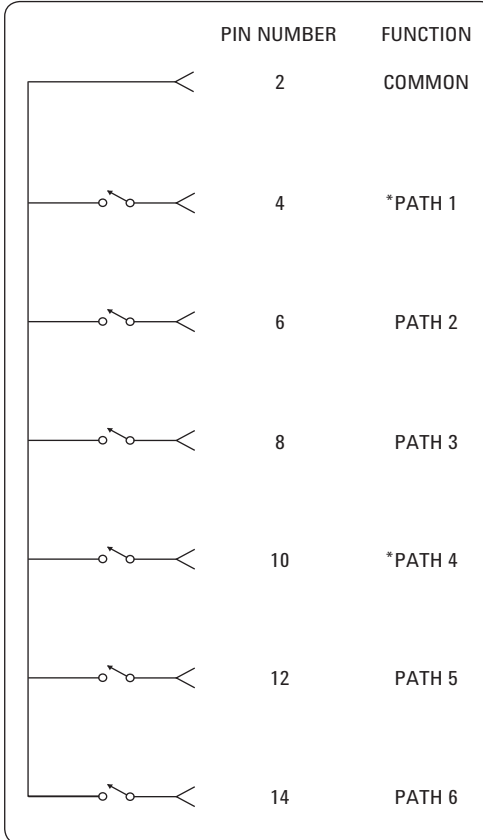 PIN NUMBER FUNCTION
2 COMMON
4 *PATH 1
6 PATH 2
8 PATH 3
10 *PATH 4
12 PATH 5
14 PATH 6